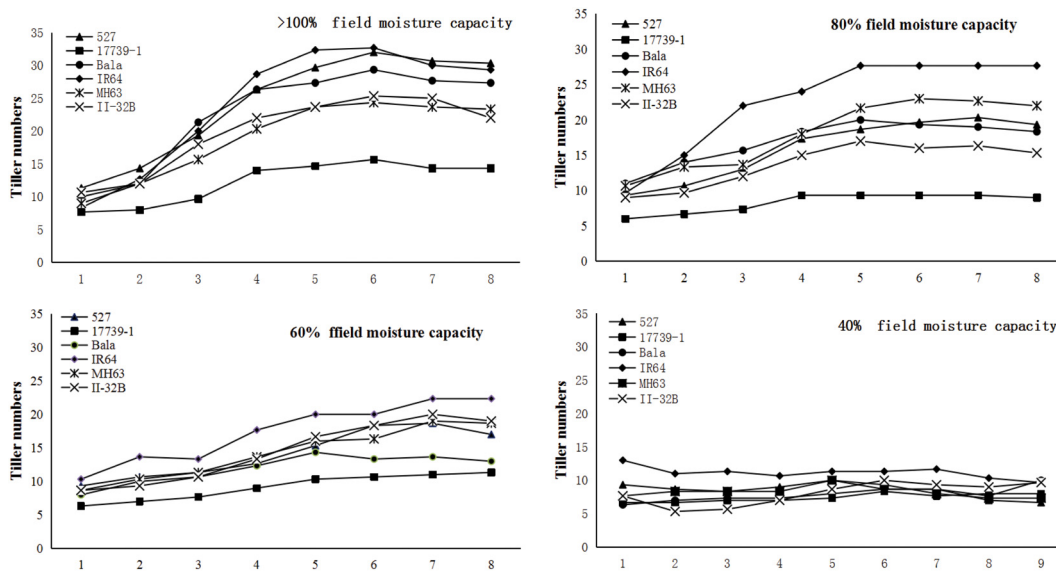 >100% field moisture capacity
527
17739-1
Bala
IR64
MH63
II-32B
Tiller numbers
35
30
25
20
15
10
5
0
1 2 3 4 5 6 7 8
80% field moisture capacity
527
17739-1
Bala
IR64
MH63
II-32B
Tiller numbers
35
30
25
20
15
10
5
0
1 2 3 4 5 6 7 8
60% ffield moisture capacity
527
17739-1
Bala
IR64
MH63
II-32B
Tiller numbers
35
30
25
20
15
10
5
0
1 2 3 4 5 6 7 8
40% field moisture capacity
527
17739-1
Bala
IR64
MH63
II-32B
Tiller numbers
35
30
25
20
15
10
5
0
1 2 3 4 5 6 7 8 9